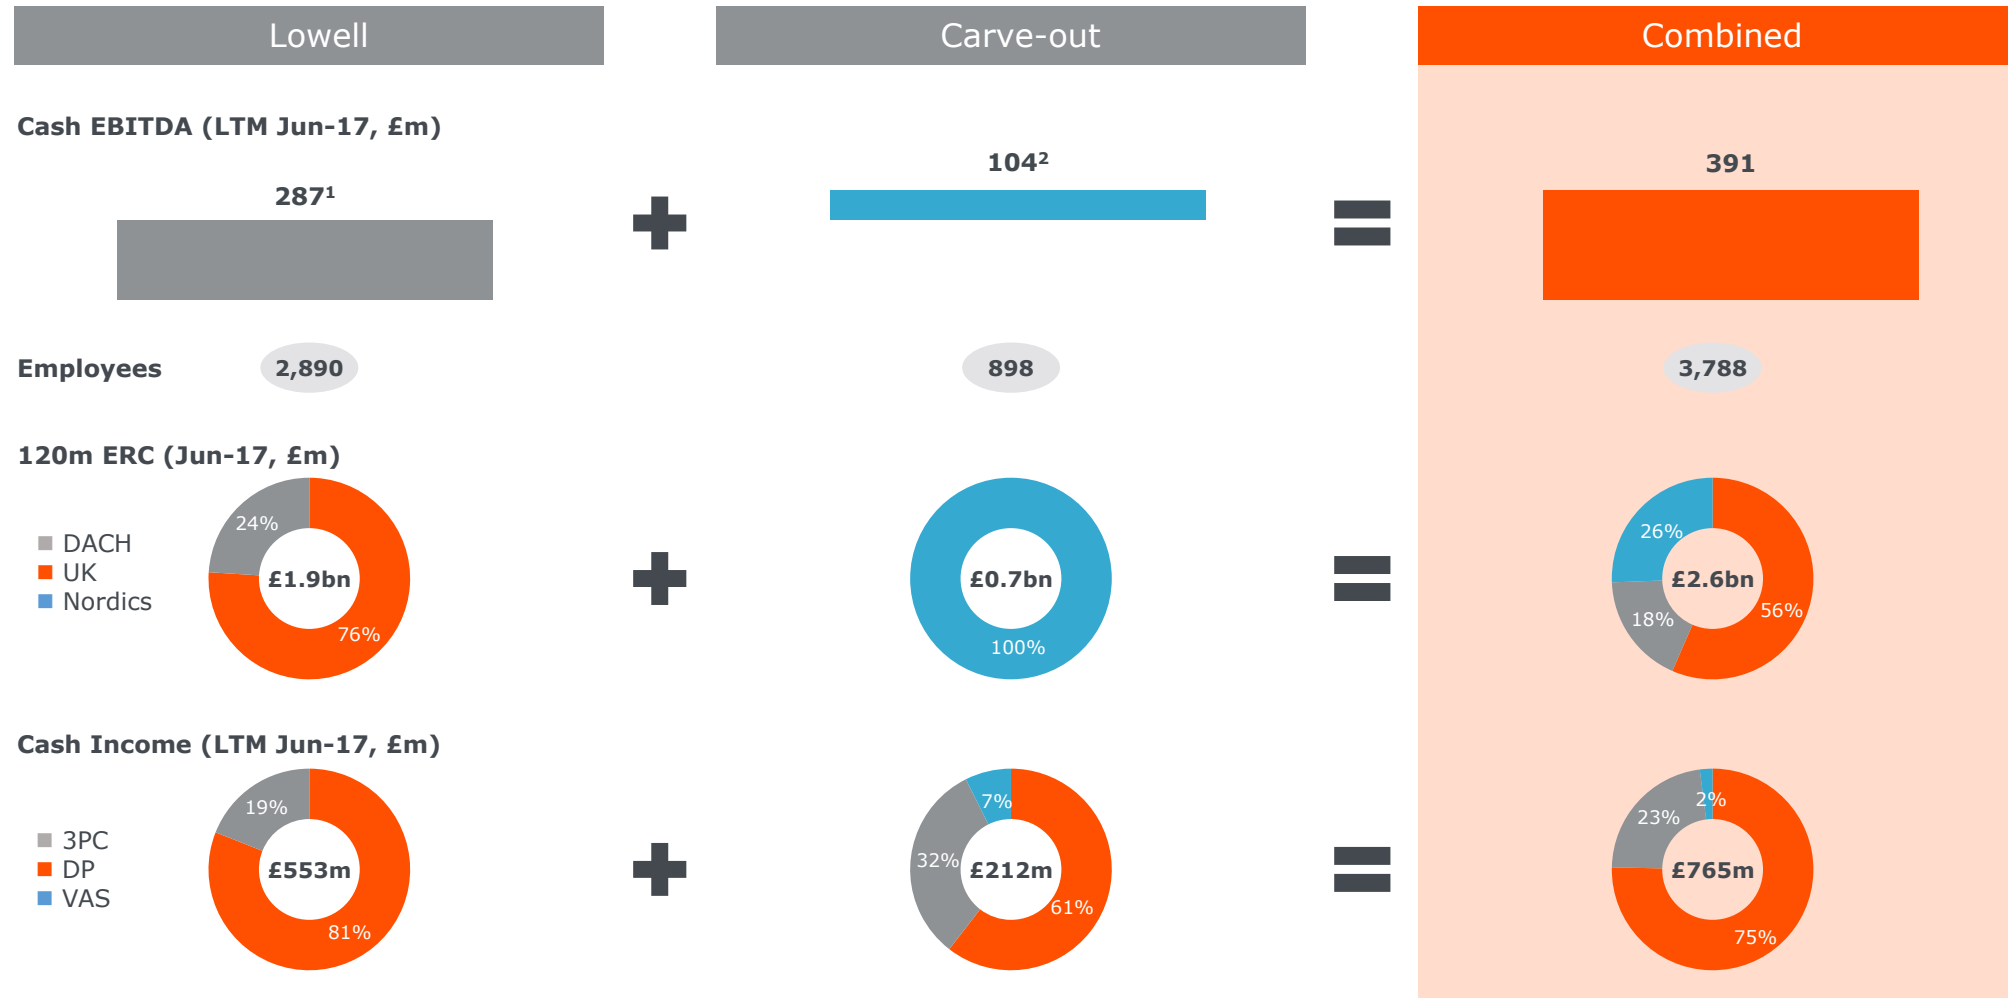 Lowell
Carve-out
Combined
Cash EBITDA (LTM Jun-17, £m)
287¹
104²
391
Employees
2,890
898
3,788
120m ERC (Jun-17, £m)
DACH
UK
Nordics
24%
£1.9bn
76%
£0.7bn
100%
26%
£2.6bn
18%
56%
Cash Income (LTM Jun-17, £m)
3PC
DP
VAS
19%
£553m
81%
7%
32%
£212m
61%
2%
23%
£765m
75%